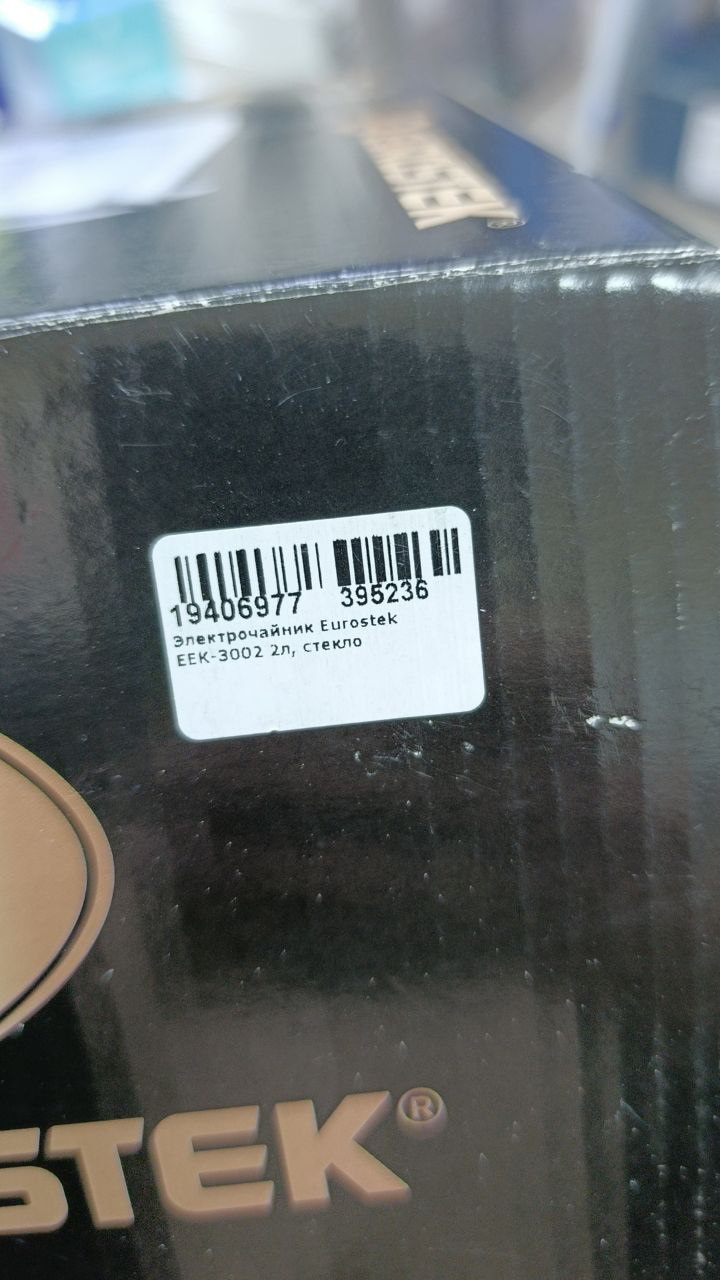 19406977 395236
Электрочайник Eurostek
EEK-3002 2л, стекло
STEK®